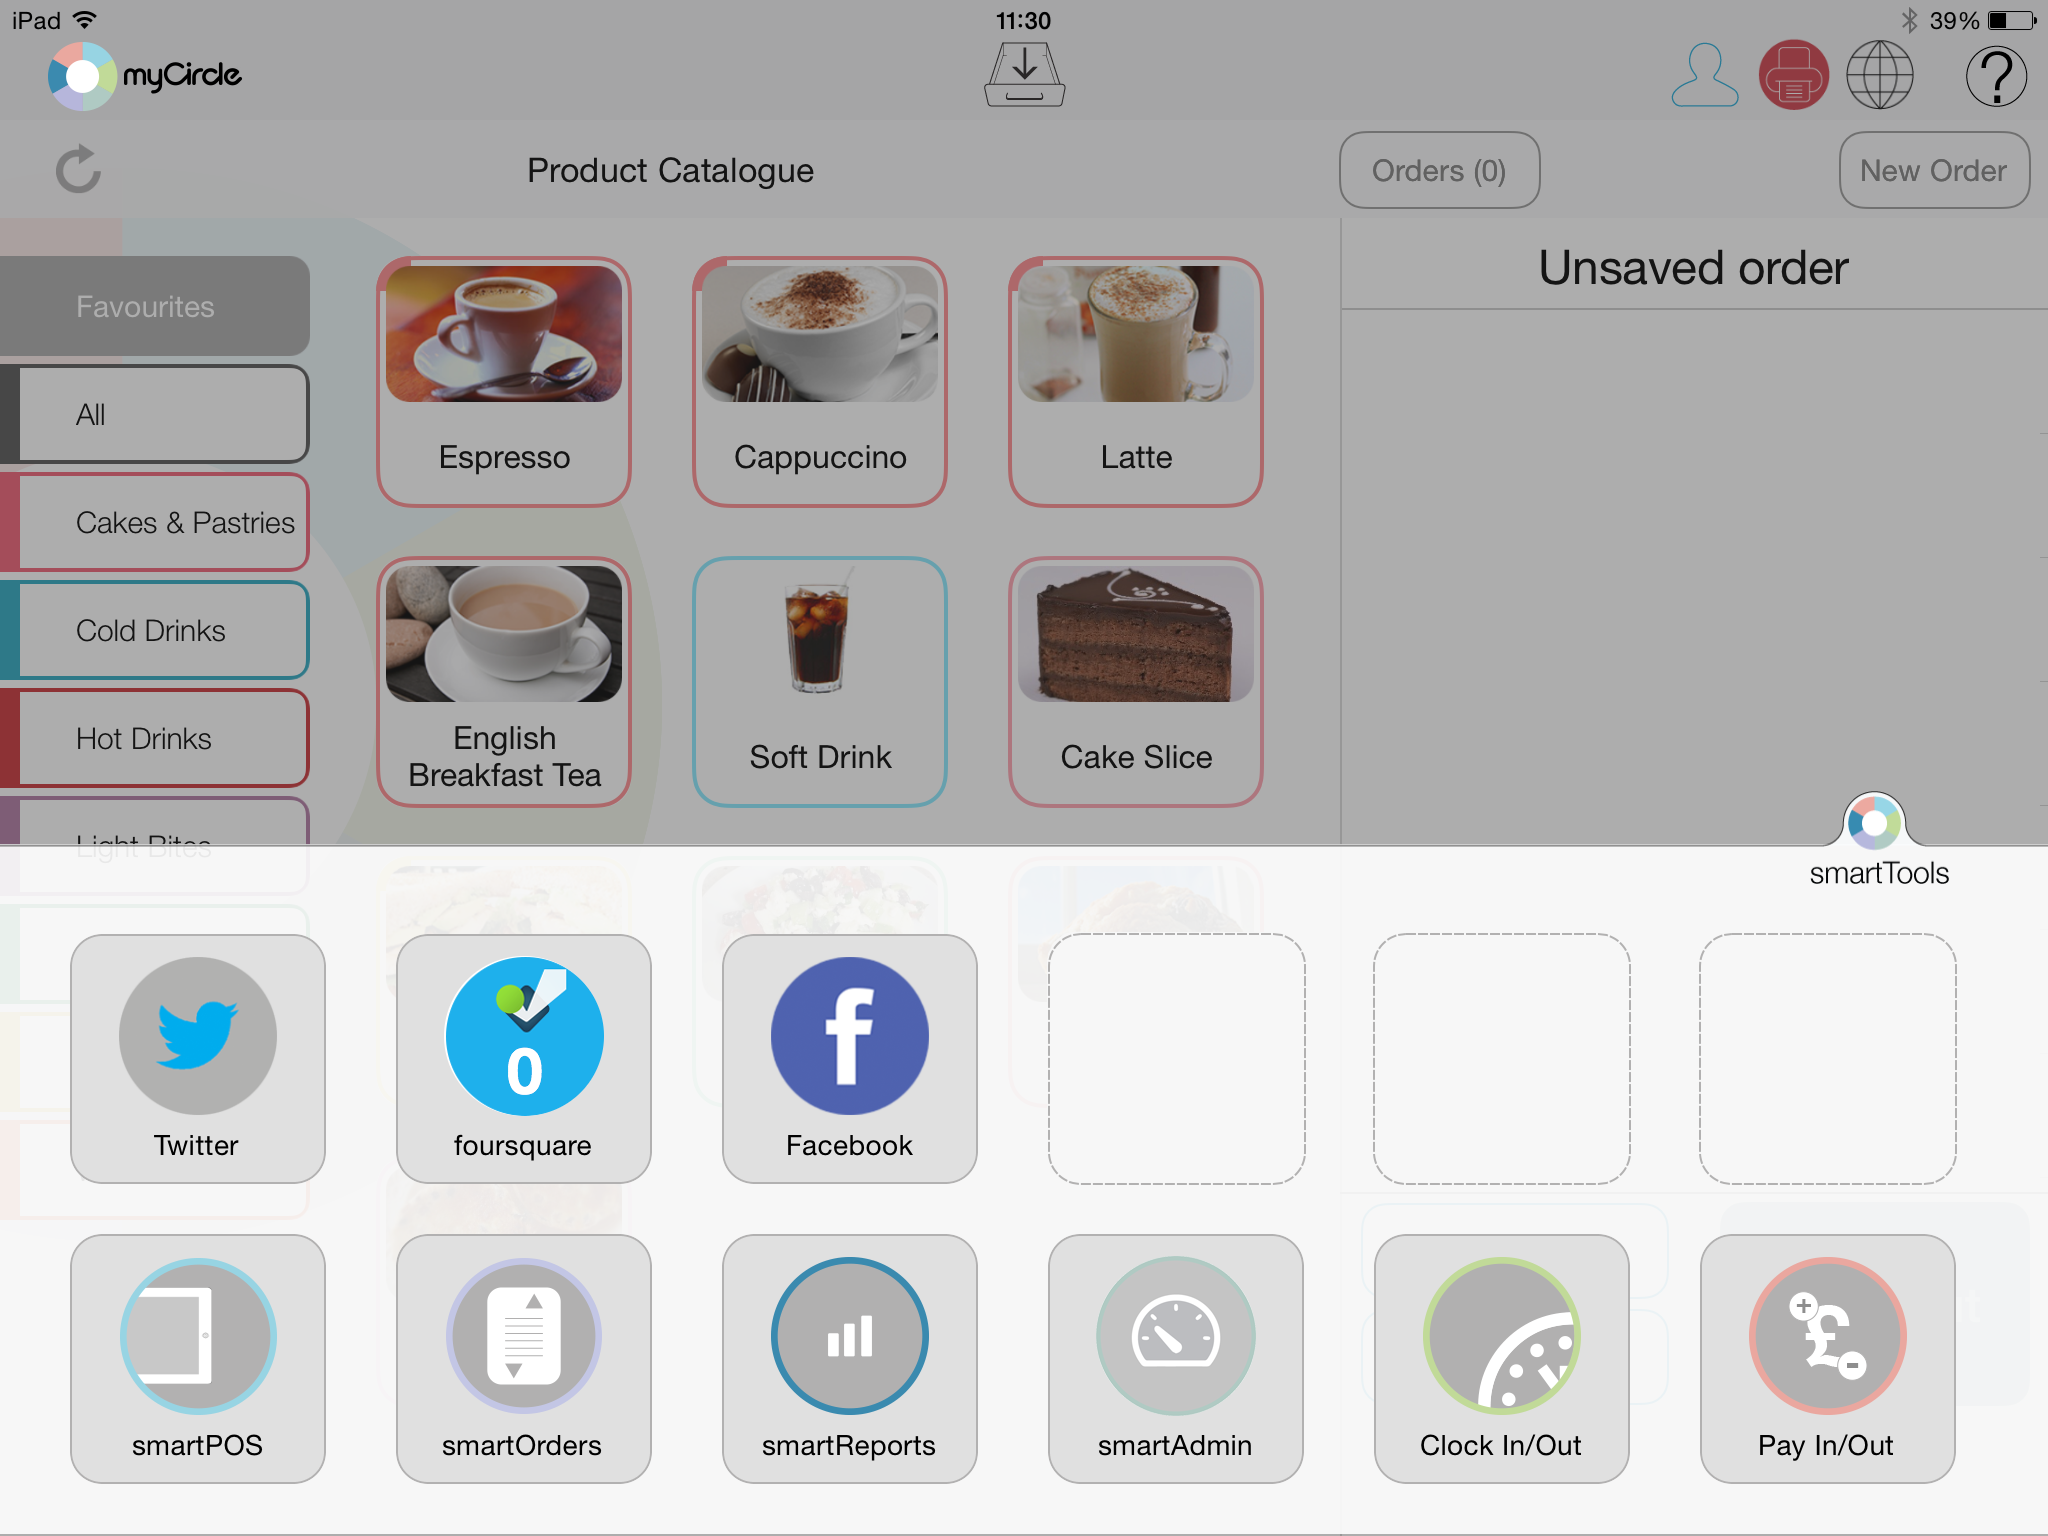 iPad
11:30
39%
myCircle
?
Product Catalogue
Orders (0)
New Order
Unsaved order
Favourites
All
Cakes & Pastries
Cold Drinks
Hot Drinks
Light Bites
Espresso
Cappuccino
Latte
English
Breakfast Tea
Soft Drink
Cake Slice
smartTools
0
f
Twitter
foursquare
Facebook
£
smartPOS
smartOrders
smartReports
smartAdmin
Clock In/Out
Pay In/Out